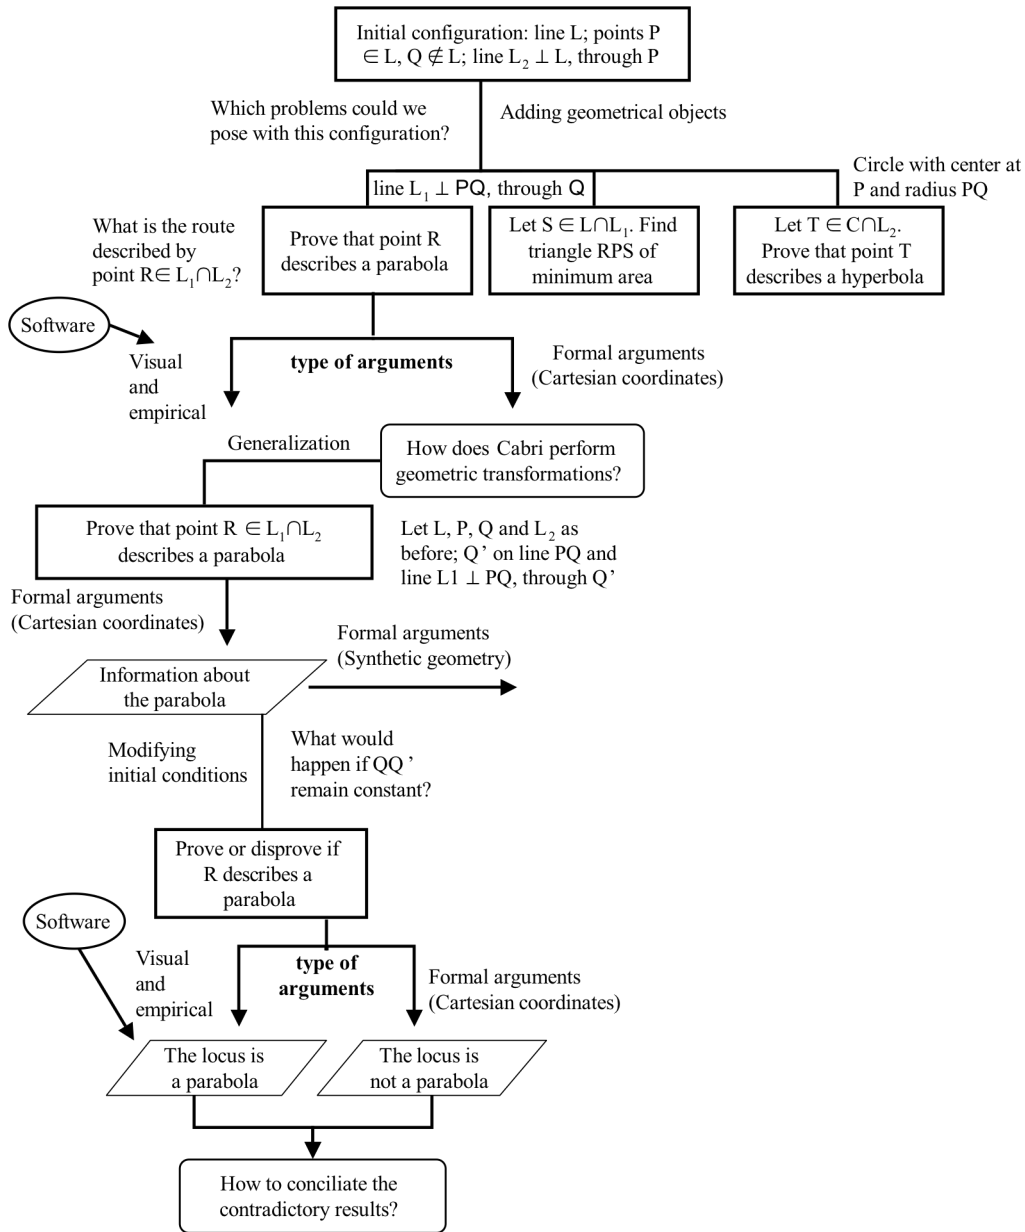 Initial configuration: line L; points P
∈ L, Q ∉ L; line L₂ ⊥ L, through P
Which problems could we
pose with this configuration?
Adding geometrical objects
line L₁ ⊥ PQ, through Q
Circle with center at
P and radius PQ
What is the route
described by
point R∈ L₁∩L₂?
Prove that point R
describes a parabola
Let S ∈ L∩L₁. Find
triangle RPS of
minimum area
Let T ∈ C∩L₂.
Prove that point T
describes a hyperbola
Software
Visual
and
empirical
type of arguments
Formal arguments
(Cartesian coordinates)
Generalization
How does Cabri perform
geometric transformations?
Prove that point R ∈ L₁∩L₂
describes a parabola
Let L, P, Q and L₂ as
before; Q’ on line PQ and
line L1 ⊥ PQ, through Q’
Formal arguments
(Cartesian coordinates)
Formal arguments
(Synthetic geometry)
Information about
the parabola
Modifying
initial conditions
What would
happen if QQ’
remain constant?
Prove or disprove if
R describes a
parabola
Software
Visual
and
empirical
type of
arguments
Formal arguments
(Cartesian coordinates)
The locus is
a parabola
The locus is
not a parabola
How to conciliate the
contradictory results?